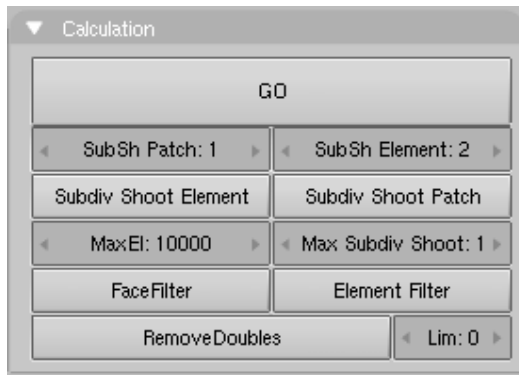 Calculation
GO
SubSh Patch: 1 SubSh Element: 2
Subdiv Shoot Element Subdiv Shoot Patch
MaxEl: 10000 Max Subdiv Shoot: 1
FaceFilter Element Filter
RemoveDoubles Lim: 0